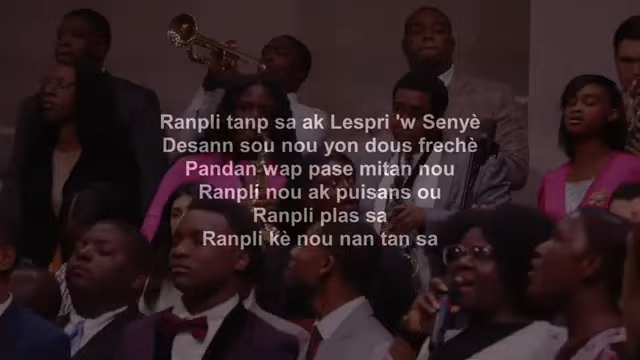 Ranpli tanp sa ak Lespri 'w Senyè
Desann sou nou yon dous frechè
Pandan wap pase mitan nou
Ranpli nou ak puisans ou
Ranpli plas sa
Ranpli kè nou nan tan sa